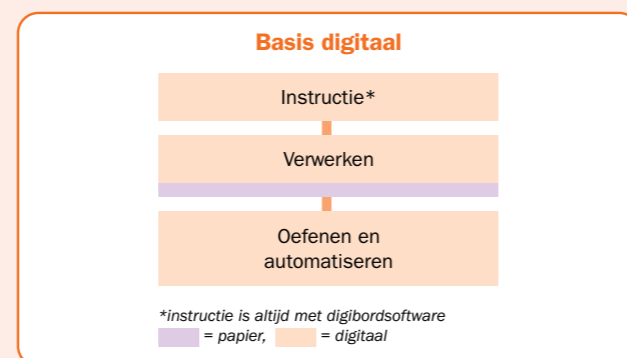 Basis digitaal
Instructie*
Verwerken
Oefenen en
automatiseren
*instructie is altijd met digibordsoftware
= papier, = digitaal